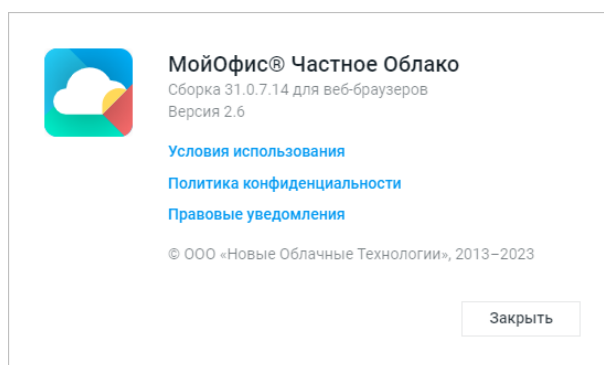 МойОфис® Частное Облако
Сборка 31.0.7.14 для веб-браузеров
Версия 2.6
Условия использования
Политика конфиденциальности
Правовые уведомления
© ООО «Новые Облачные Технологии», 2013–2023
Закрыть